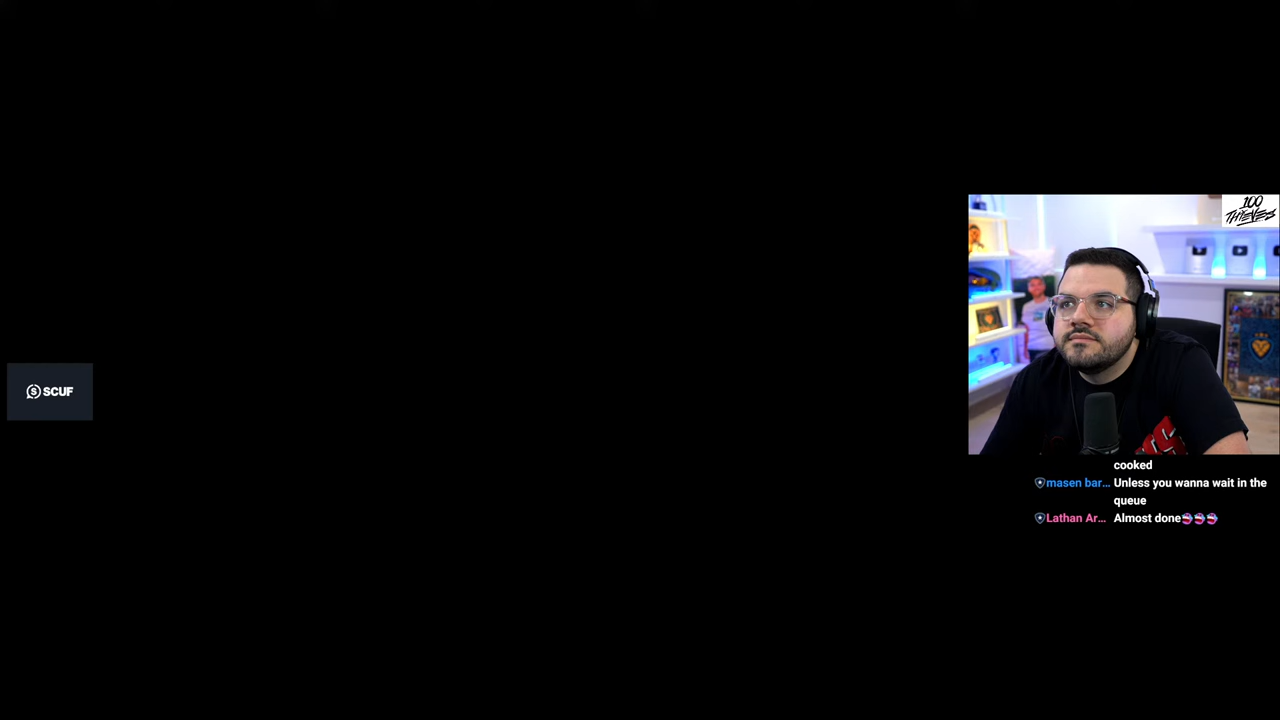 100
THIEVES
SCUF
cooked
masen bar... Unless you wanna wait in the
queue
Lathan Ar... Almost done